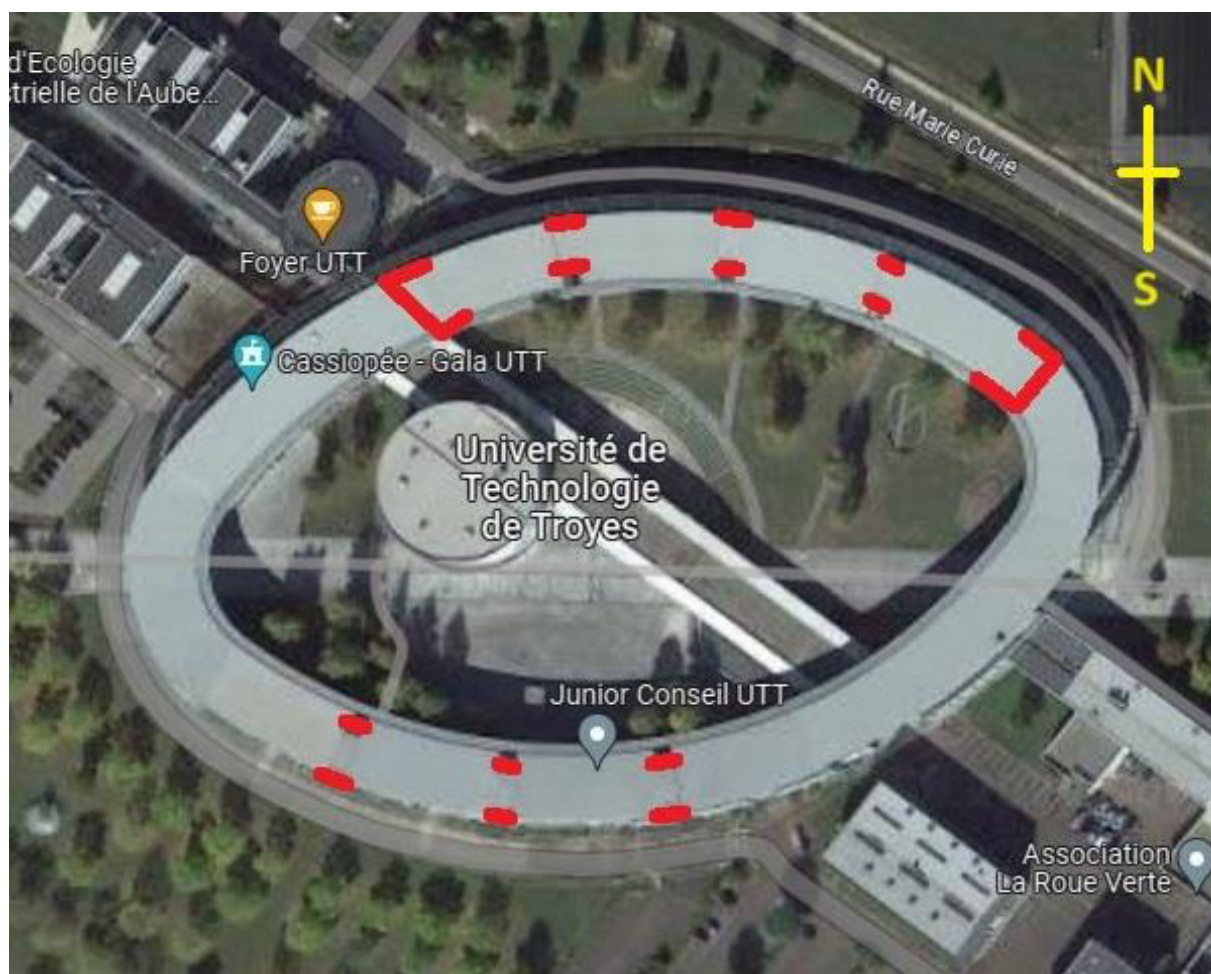 d'Ecologie
strielle de l'Aube...
Rue Marie Curie
N
S
Foyer UTT
Cassiopée - Gala UTT
Université de
Technologie
de Troyes
Junior Conseil UTT
Association
La Roue Verte